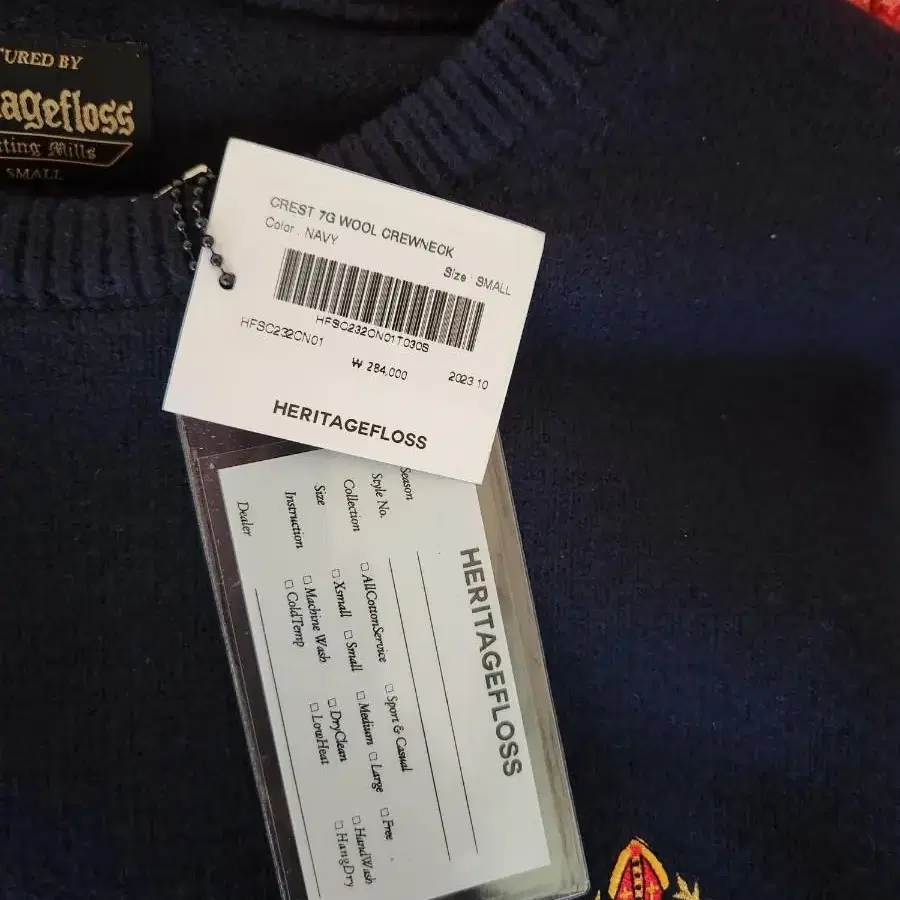 TURED BY
agefloss
tting Mills
SMALL
CREST 7G WOOL CREWNECK
Color : NAVY
Size : SMALL
HFSC232CN01T030S
HFSC232CN01
₩ 284,000
2023.10
HERITAGEFLOSS
HERITAGEFLOSS
Season
Style No.
Collection □ AllCottonService □ Sport & Casual □ Free
Size □ Xsmall □ Small □ Medium □ Large
Instruction □ Machine Wash □ DryClean □ HandWash
□ ColdTemp □ LowHeat □ HangDry
Dealer